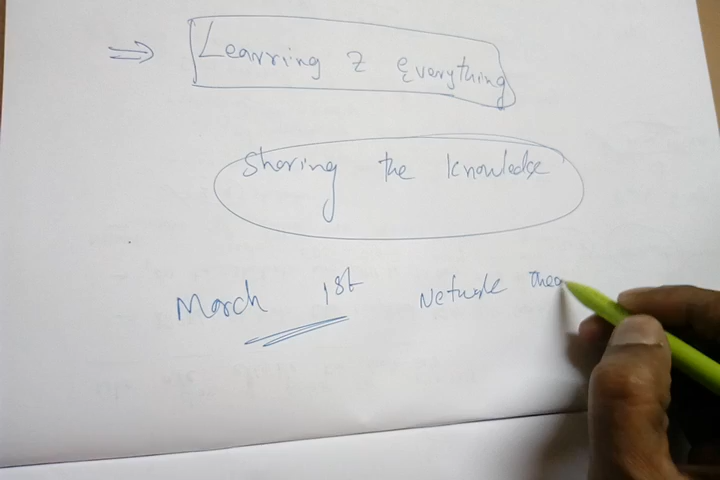 ⇒ Learning z Everything
Sharing the knowledge
March 1st Network theo